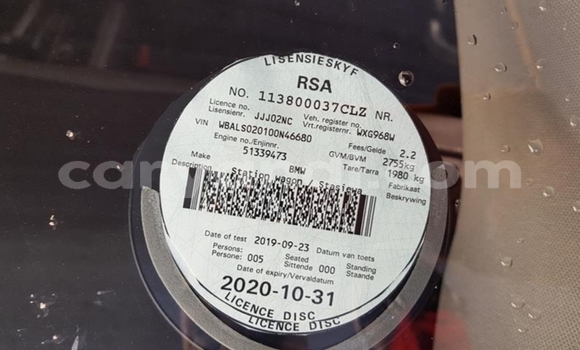 LISENSIESKYF
RSA
NO. 113800037CLZ NR.
Licence no. JJJ02NC Veh. register no. WXG968W
Lisensienr. Vrt.registernr.
VIN WBALS020100N46680 Fees/Gelde 2.2
Engine no./Enjinnr. GVM/BVM 2755kg
51339473 Tare/Tarra 1980 kg
Make BMW Fabrikaat
Station wagon Beskrywing
Date of test 2019-09-23 Datum van toets
Persons: 005 Seated 000 Standing
Persone: Sittende Staande
2020-10-31
Date of expiry/Vervaldatum
LICENCE DISC
LICENCE DISC